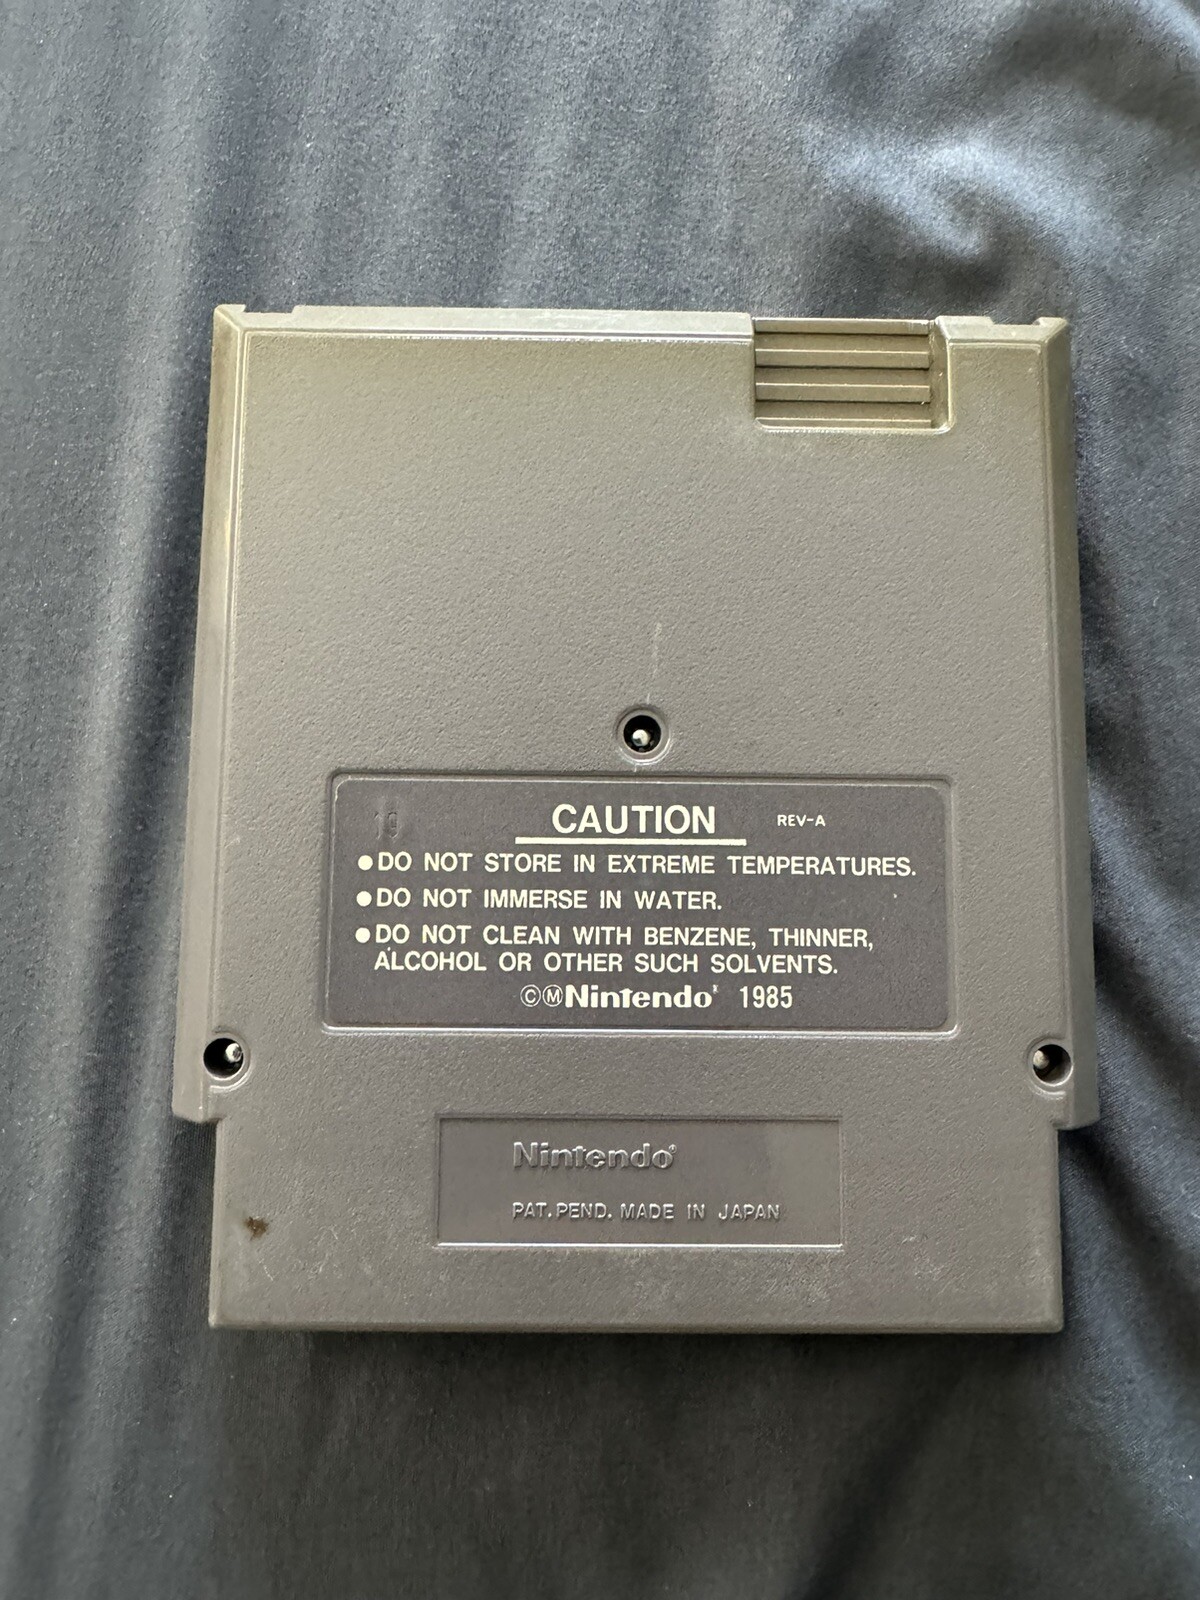 19
CAUTION REV-A
●DO NOT STORE IN EXTREME TEMPERATURES.
●DO NOT IMMERSE IN WATER.
●DO NOT CLEAN WITH BENZENE, THINNER,
ALCOHOL OR OTHER SUCH SOLVENTS.
©ⓂNintendo® 1985
Nintendo®
PAT. PEND. MADE IN JAPAN